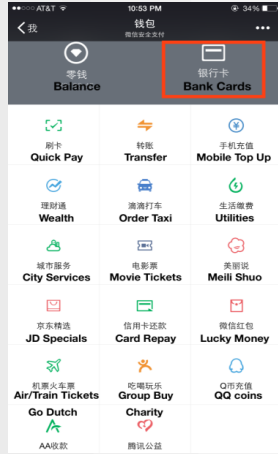 AT&T 10:53 PM 34%
我 钱包 •••
微信安全支付
零钱 银行卡
Balance Bank Cards
刷卡 转账 手机充值
Quick Pay Transfer Mobile Top Up
理财通 滴滴打车 生活缴费
Wealth Order Taxi Utilities
城市服务 电影票 美丽说
City Services Movie Tickets Meili Shuo
京东精选 信用卡还款 微信红包
JD Specials Card Repay Lucky Money
机票火车票 吃喝玩乐 Q币充值
Air/Train Tickets Group Buy QQ coins
Go Dutch Charity
AA收款 腾讯公益